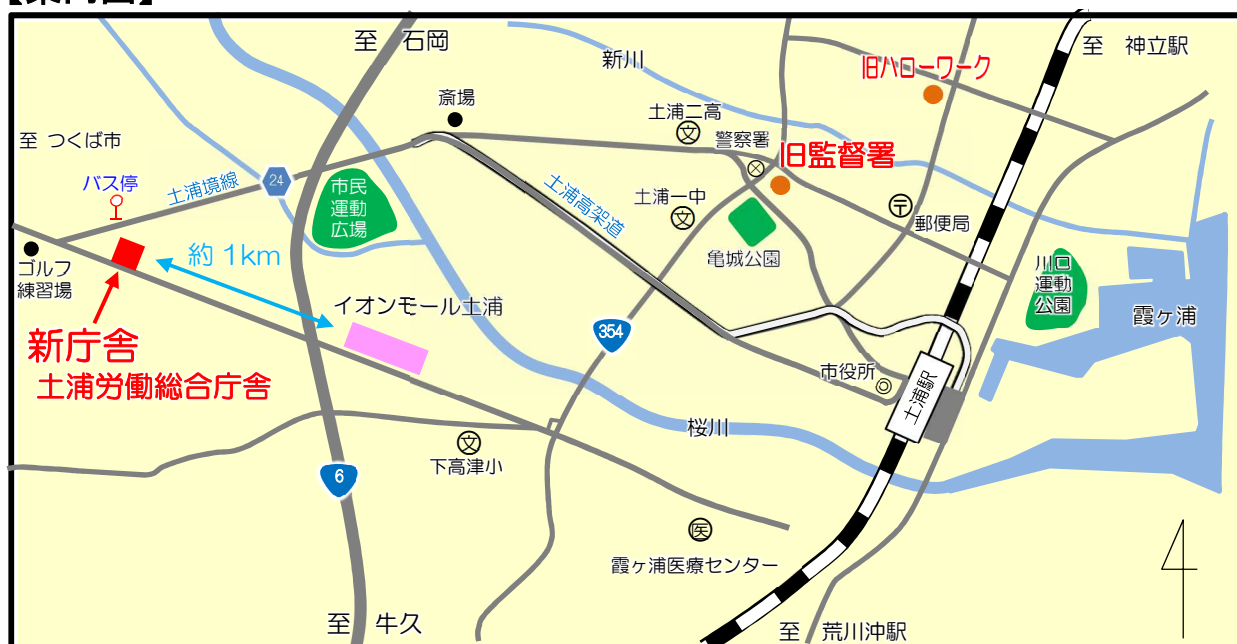 【案内図】
至 石岡
新川
旧ハローワーク
至 神立駅
斎場
土浦二高
文
警察署
旧監督署
至 つくば市
バス停
土浦境線
24
市民
運動
広場
土浦高架道
土浦一中
文
〒
郵便局
亀城公園
ゴルフ
練習場
約 1km
イオンモール土浦
川口
運動
公園
霞ヶ浦
新庁舎
土浦労働総合庁舎
354
市役所
土浦駅
桜川
文
下高津小
6
医
霞ヶ浦医療センター
至 牛久
至 荒川沖駅